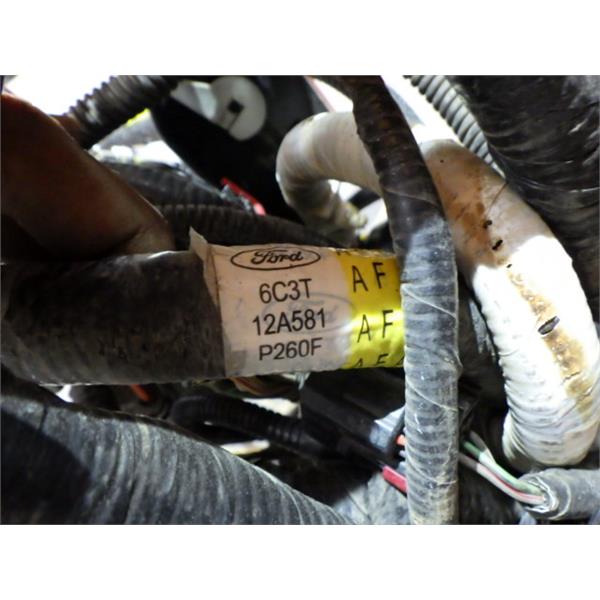 Ford
6C3T
12A581
P260F
A F
A F
A F